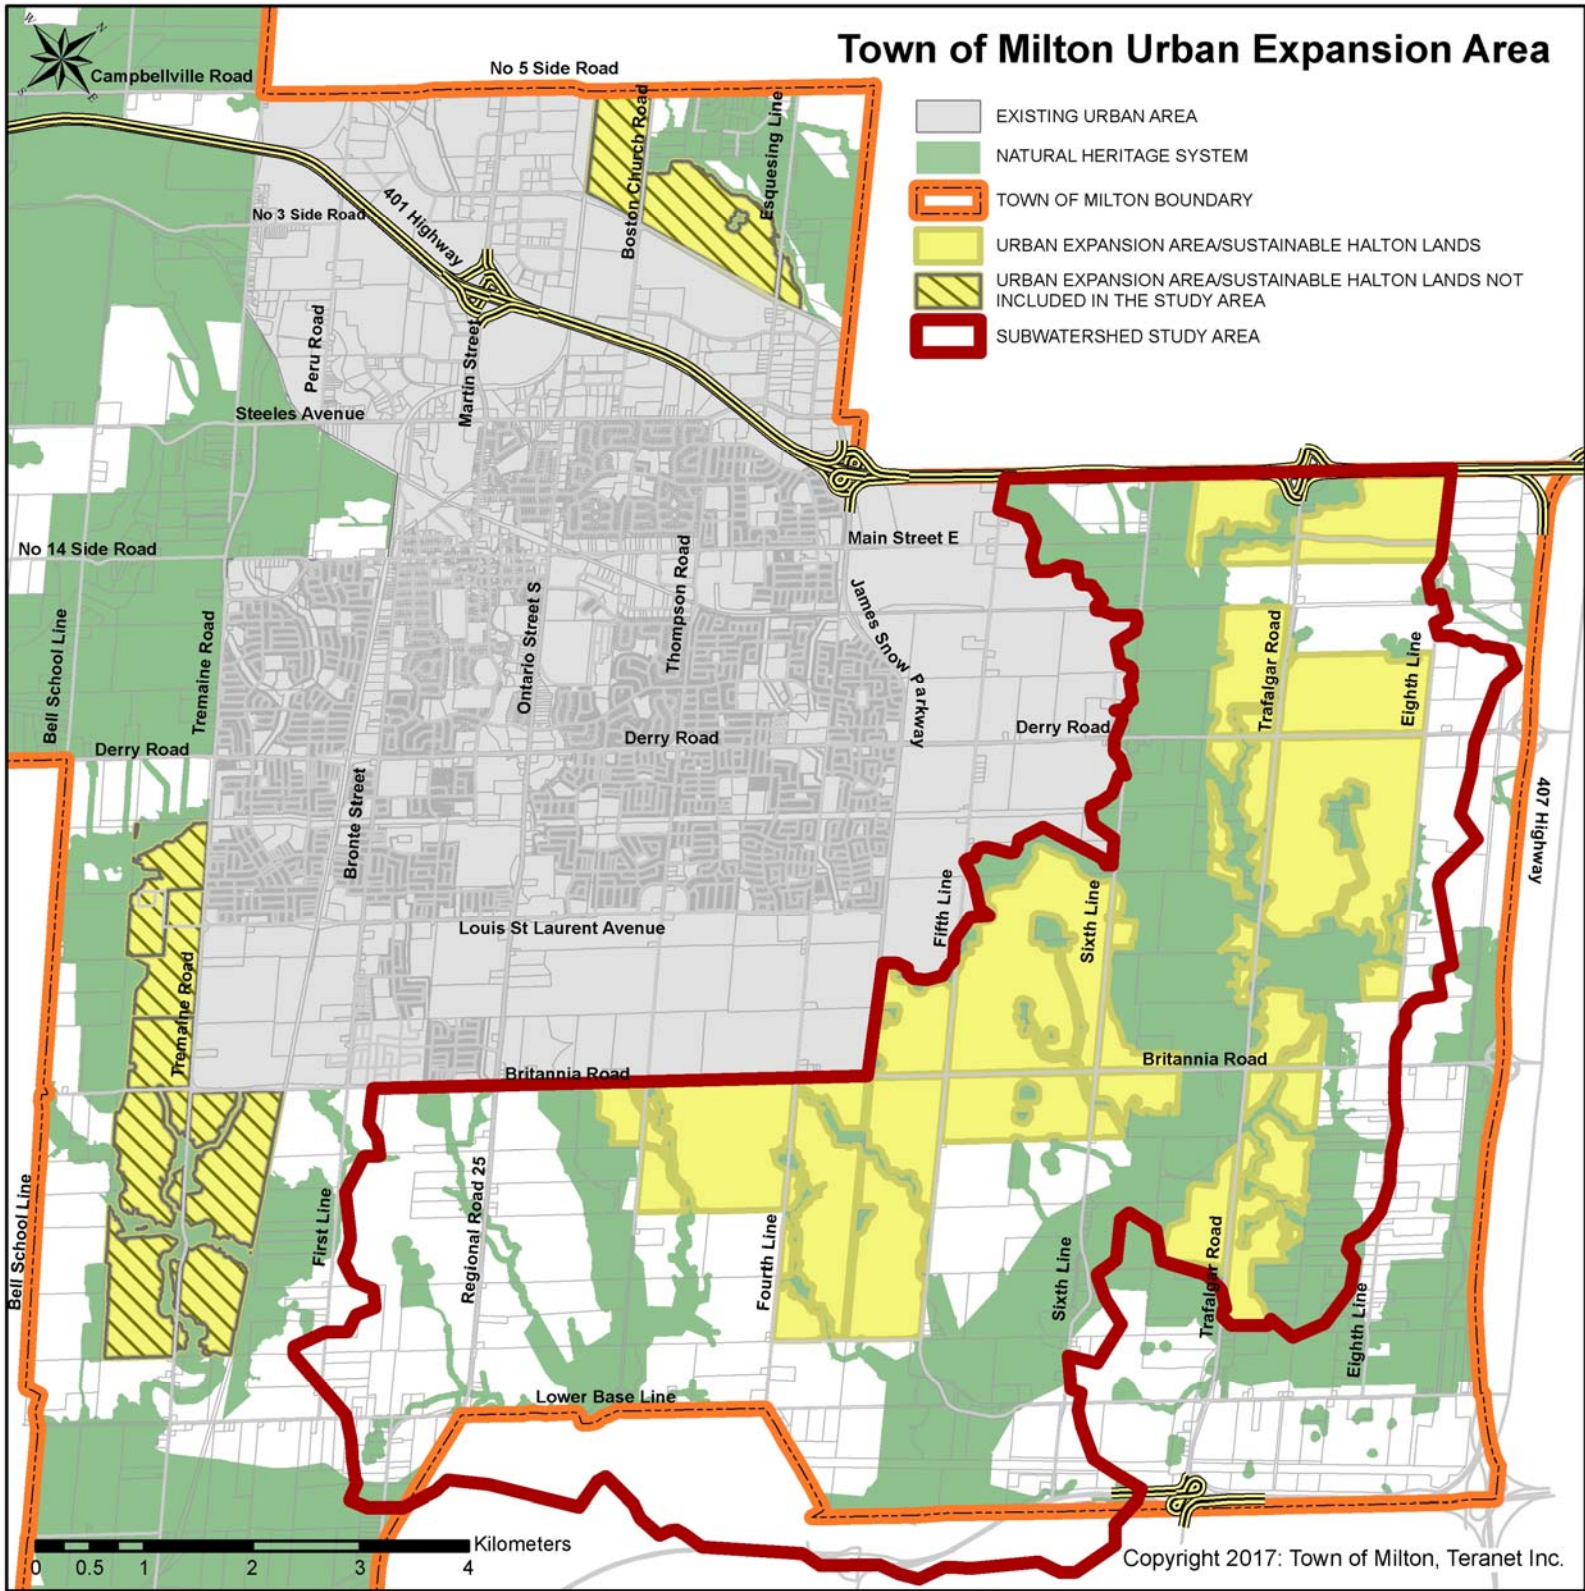 Town of Milton Urban Expansion Area
W
N
S
E
Campbellville Road
No 5 Side Road
EXISTING URBAN AREA
NATURAL HERITAGE SYSTEM
TOWN OF MILTON BOUNDARY
URBAN EXPANSION AREA/SUSTAINABLE HALTON LANDS
URBAN EXPANSION AREA/SUSTAINABLE HALTON LANDS NOT
INCLUDED IN THE STUDY AREA
SUBWATERSHED STUDY AREA
Boston Church Road
Esquesing Line
No 3 Side Road
401 Highway
Peru Road
Martin Street
Steeles Avenue
No 14 Side Road
Main Street E
Bell School Line
Tremaine Road
Ontario Street S
Thompson Road
James Snow Parkway
Trafalgar Road
Eighth Line
Derry Road
Derry Road
Derry Road
Bronte Street
407 Highway
Fifth Line
Sixth Line
Louis St Laurent Avenue
Tremaine Road
Britannia Road
Britannia Road
Bell School Line
First Line
Regional Road 25
Fourth Line
Sixth Line
Trafalgar Road
Eighth Line
Lower Base Line
Kilometers
0 0.5 1 2 3 4
Copyright 2017: Town of Milton, Teranet Inc.